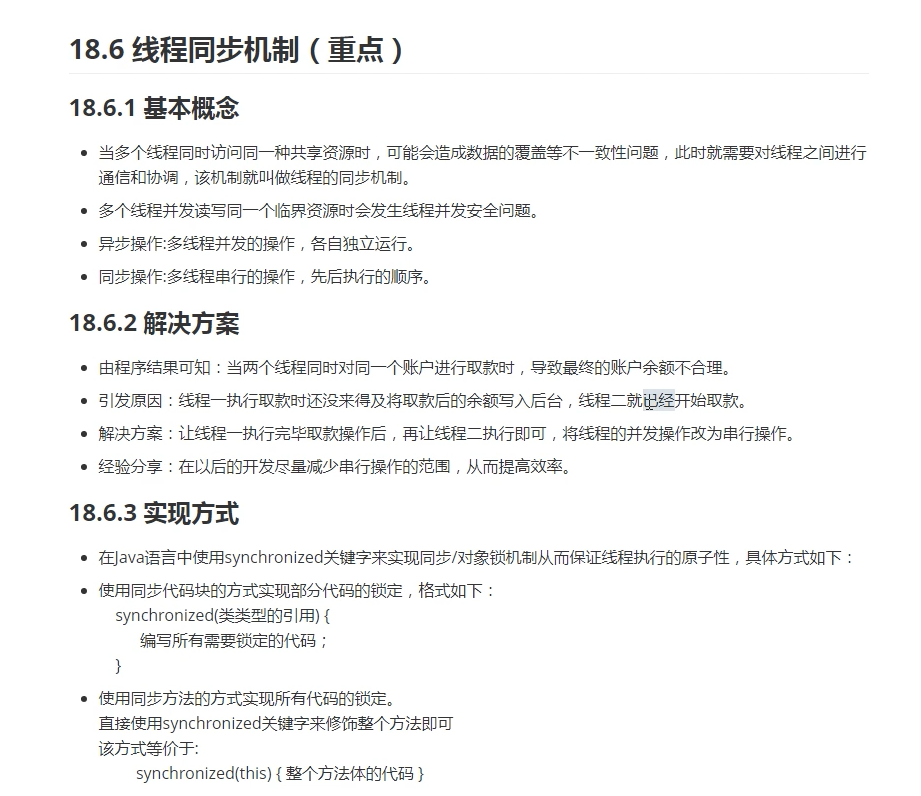 18.6 线程同步机制（重点）
18.6.1 基本概念
当多个线程同时访问同一种共享资源时，可能会造成数据的覆盖等不一致性问题，此时就需要对线程之间进行
通信和协调，该机制就叫做线程的同步机制。
多个线程并发读写同一个临界资源时会发生线程并发安全问题。
异步操作:多线程并发的操作，各自独立运行。
同步操作:多线程串行的操作，先后执行的顺序。
18.6.2 解决方案
由程序结果可知：当两个线程同时对同一个账户进行取款时，导致最终的账户余额不合理。
引发原因：线程一执行取款时还没来得及将取款后的余额写入后台，线程二就已经开始取款。
解决方案：让线程一执行完毕取款操作后，再让线程二执行即可，将线程的并发操作改为串行操作。
经验分享：在以后的开发尽量减少串行操作的范围，从而提高效率。
18.6.3 实现方式
在Java语言中使用synchronized关键字来实现同步/对象锁机制从而保证线程执行的原子性，具体方式如下：
使用同步代码块的方式实现部分代码的锁定，格式如下：
synchronized(类类型的引用) {
编写所有需要锁定的代码；
}
使用同步方法的方式实现所有代码的锁定。
直接使用synchronized关键字来修饰整个方法即可
该方式等价于:
synchronized(this) { 整个方法体的代码 }